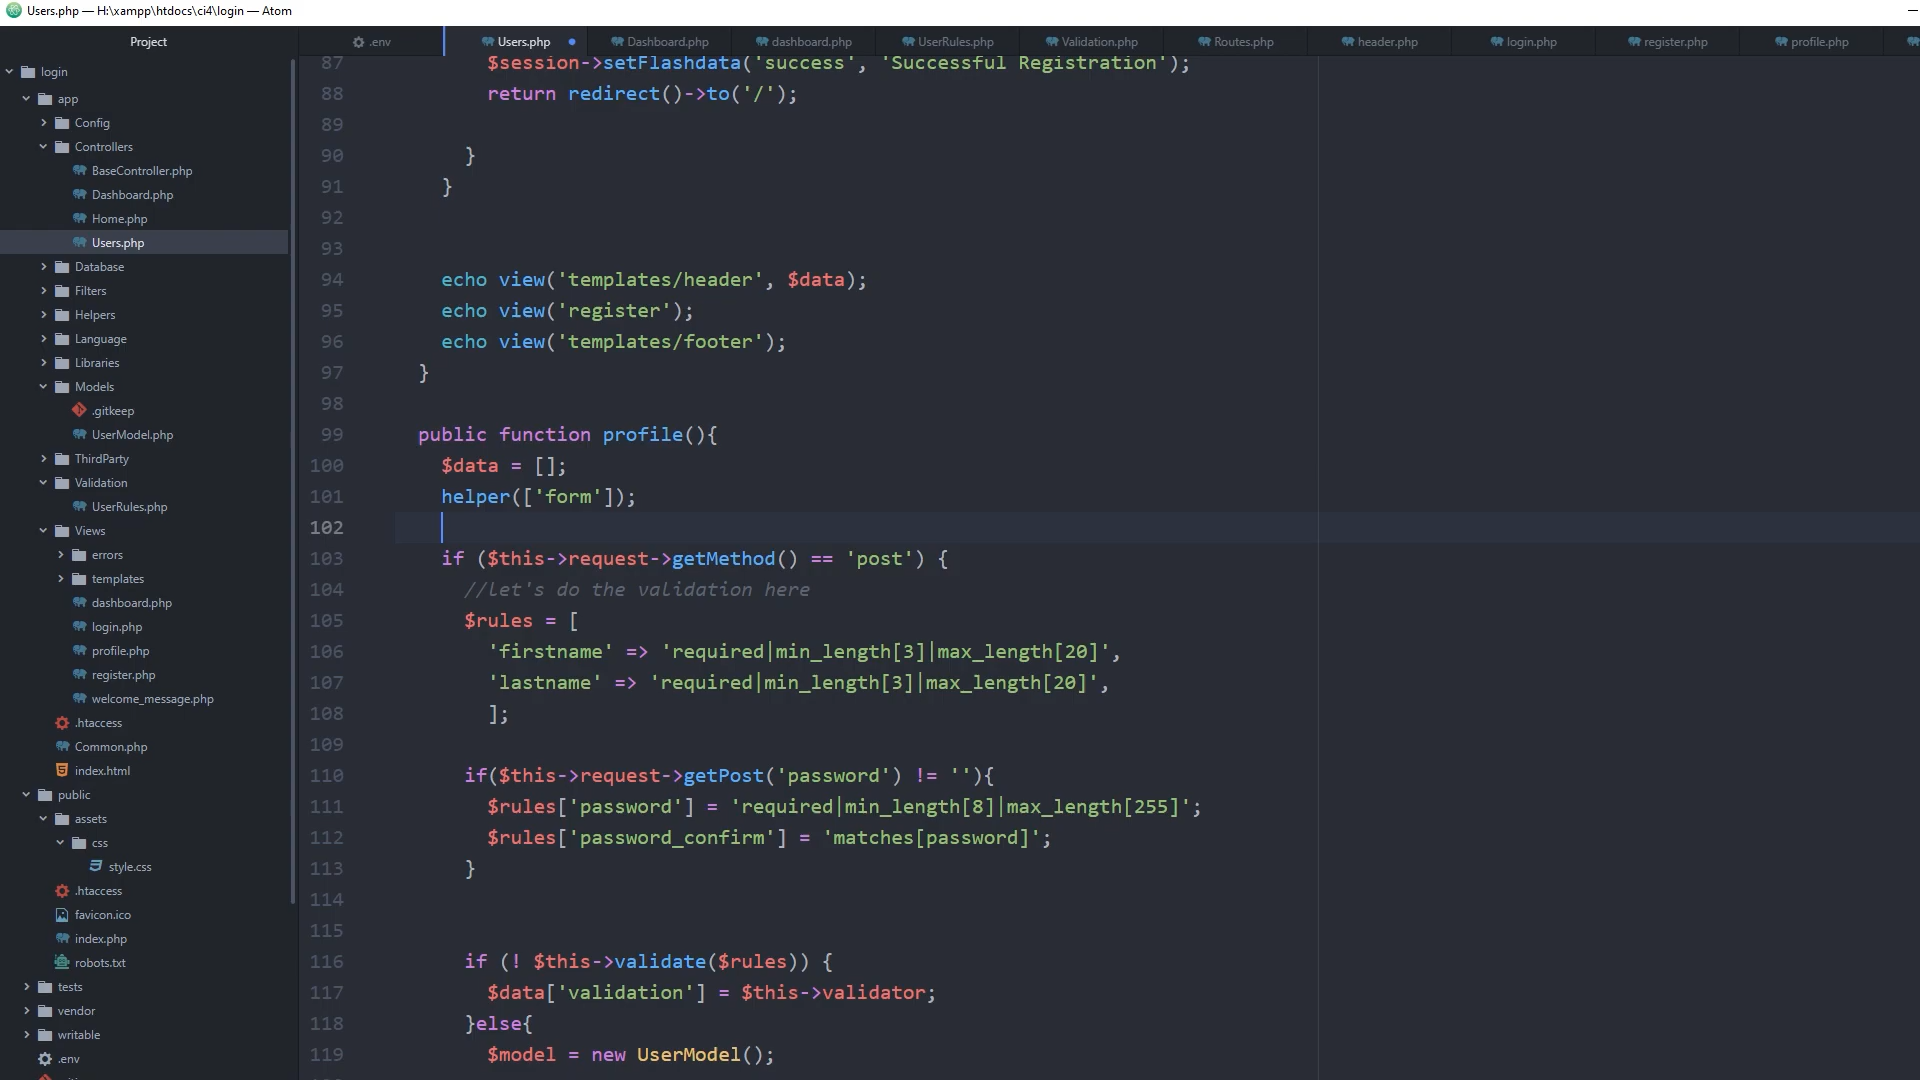 Users.php — H:\xampp\htdocs\ci4\login — Atom
Project
login
app
Config
Controllers
BaseController.php
Dashboard.php
Home.php
Users.php
Database
Filters
Helpers
Language
Libraries
Models
.gitkeep
UserModel.php
ThirdParty
Validation
UserRules.php
Views
errors
templates
dashboard.php
login.php
profile.php
register.php
welcome_message.php
.htaccess
Common.php
index.html
public
assets
css
style.css
.htaccess
favicon.ico
index.php
robots.txt
tests
vendor
writable
.env
.env
Users.php
Dashboard.php
dashboard.php
UserRules.php
Validation.php
Routes.php
header.php
login.php
register.php
profile.php
87 $session->setFlashdata('success', 'Successful Registration');
88 return redirect()->to('/');
89
90 }
91 }
92
93
94 echo view('templates/header', $data);
95 echo view('register');
96 echo view('templates/footer');
97 }
98
99 public function profile(){
100 $data = [];
101 helper(['form']);
102
103 if ($this->request->getMethod() == 'post') {
104 //let's do the validation here
105 $rules = [
106 'firstname' => 'required|min_length[3]|max_length[20]',
107 'lastname' => 'required|min_length[3]|max_length[20]',
108 ];
109
110 if($this->request->getPost('password') != ''){
111 $rules['password'] = 'required|min_length[8]|max_length[255]';
112 $rules['password_confirm'] = 'matches[password]';
113 }
114
115
116 if (! $this->validate($rules)) {
117 $data['validation'] = $this->validator;
118 }else{
119 $model = new UserModel();